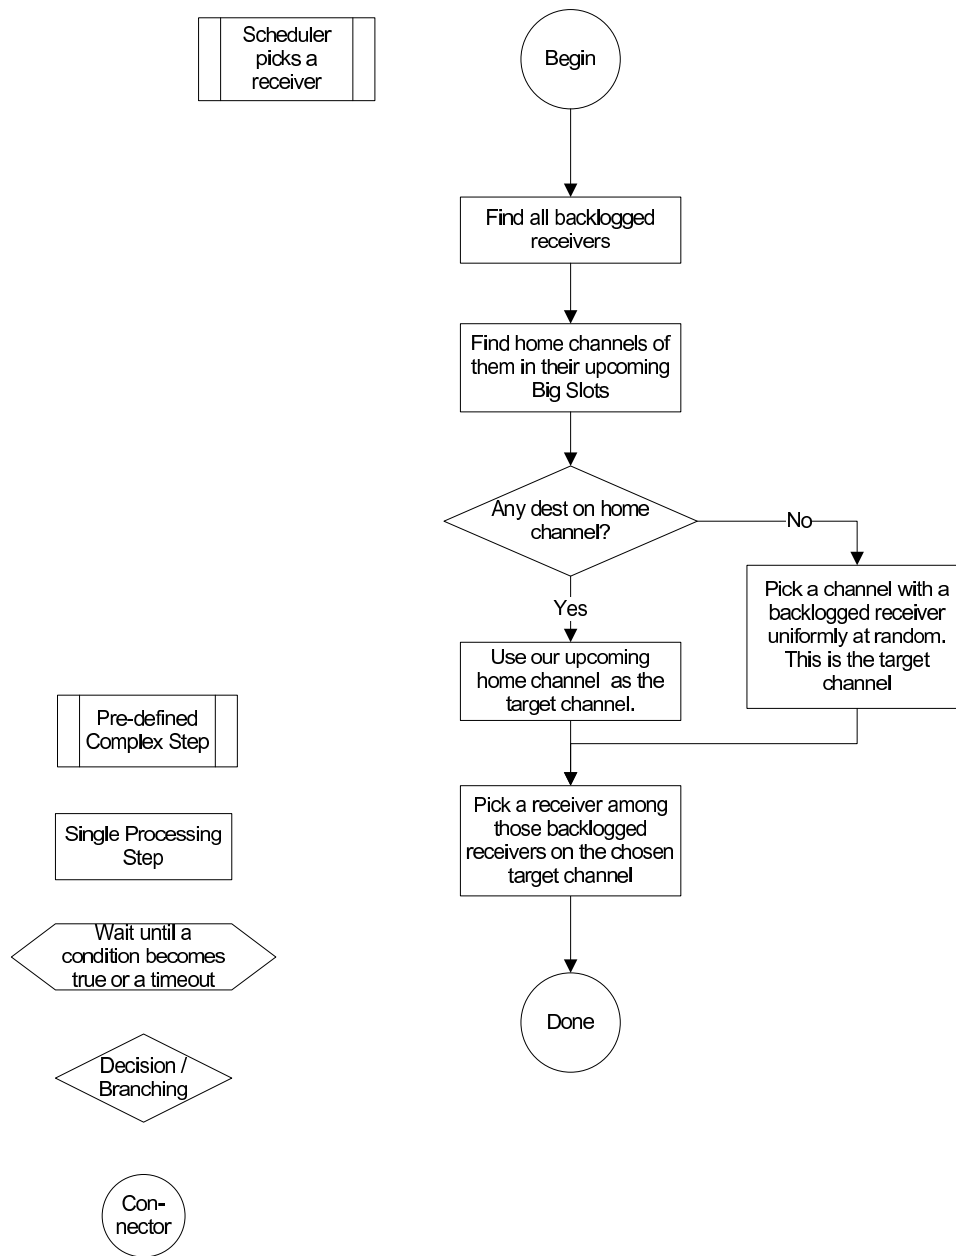 Scheduler
picks a
receiver
Begin
Find all backlogged
receivers
Find home channels of
them in their upcoming
Big Slots
Any dest on home
channel?
No
Yes
Pick a channel with a
backlogged receiver
uniformly at random.
This is the target
channel
Use our upcoming
home channel as the
target channel.
Pick a receiver among
those backlogged
receivers on the chosen
target channel
Done
Pre-defined
Complex Step
Single Processing
Step
Wait until a
condition becomes
true or a timeout
Decision /
Branching
Con-
nector